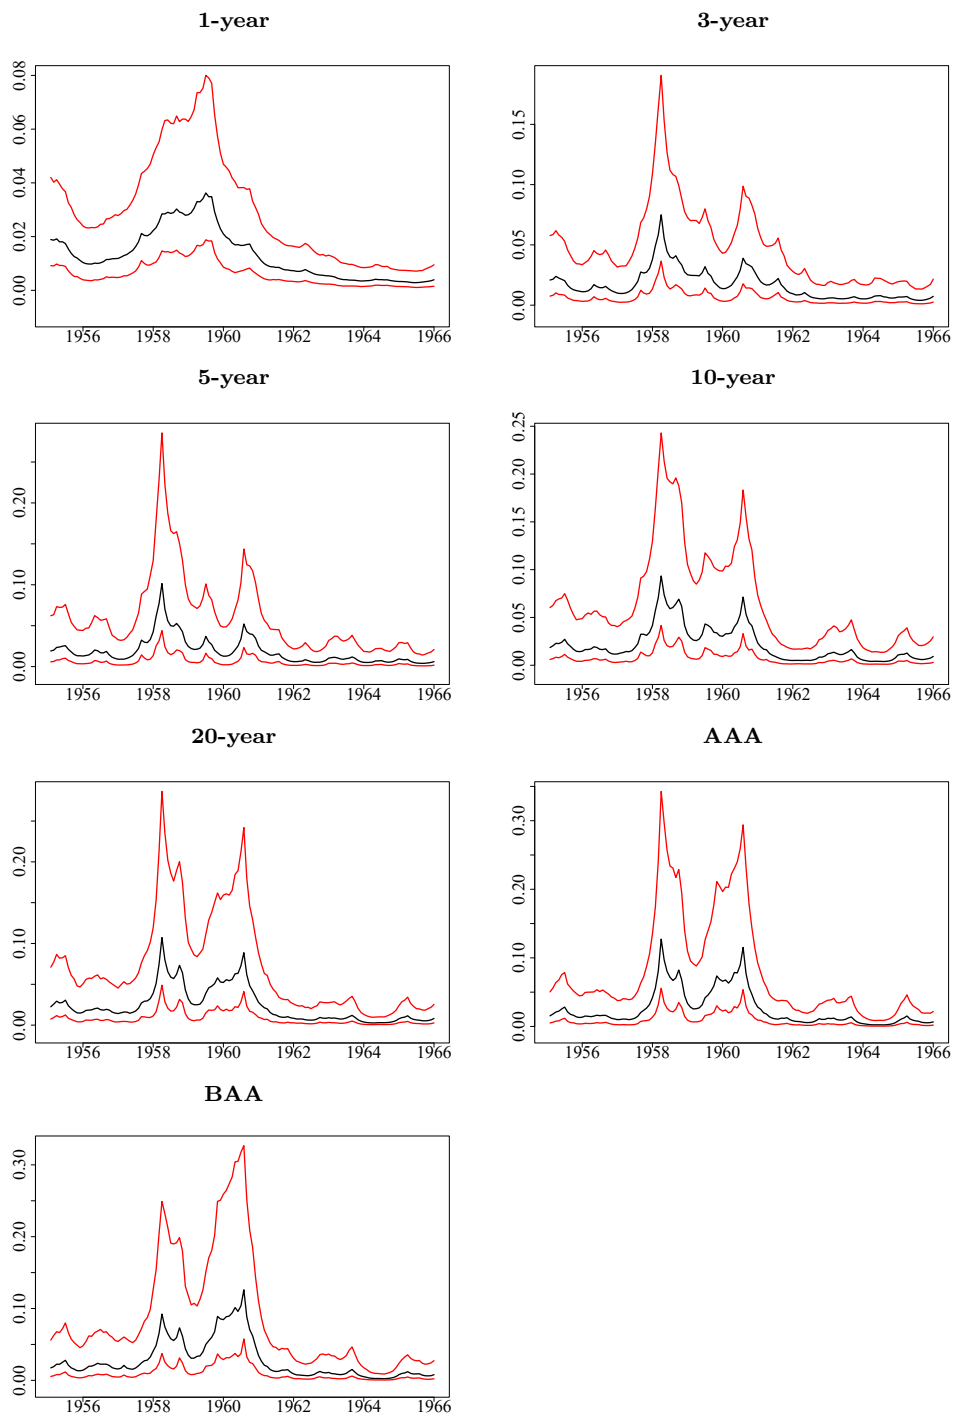 1-year
0.00 0.02 0.04 0.06 0.08
1956 1958 1960 1962 1964 1966
3-year
0.00 0.05 0.10 0.15
1956 1958 1960 1962 1964 1966
5-year
0.00 0.10 0.20
1956 1958 1960 1962 1964 1966
10-year
0.00 0.05 0.10 0.15 0.20 0.25
1956 1958 1960 1962 1964 1966
20-year
0.00 0.10 0.20
1956 1958 1960 1962 1964 1966
AAA
0.00 0.10 0.20 0.30
1956 1958 1960 1962 1964 1966
BAA
0.00 0.10 0.20 0.30
1956 1958 1960 1962 1964 1966